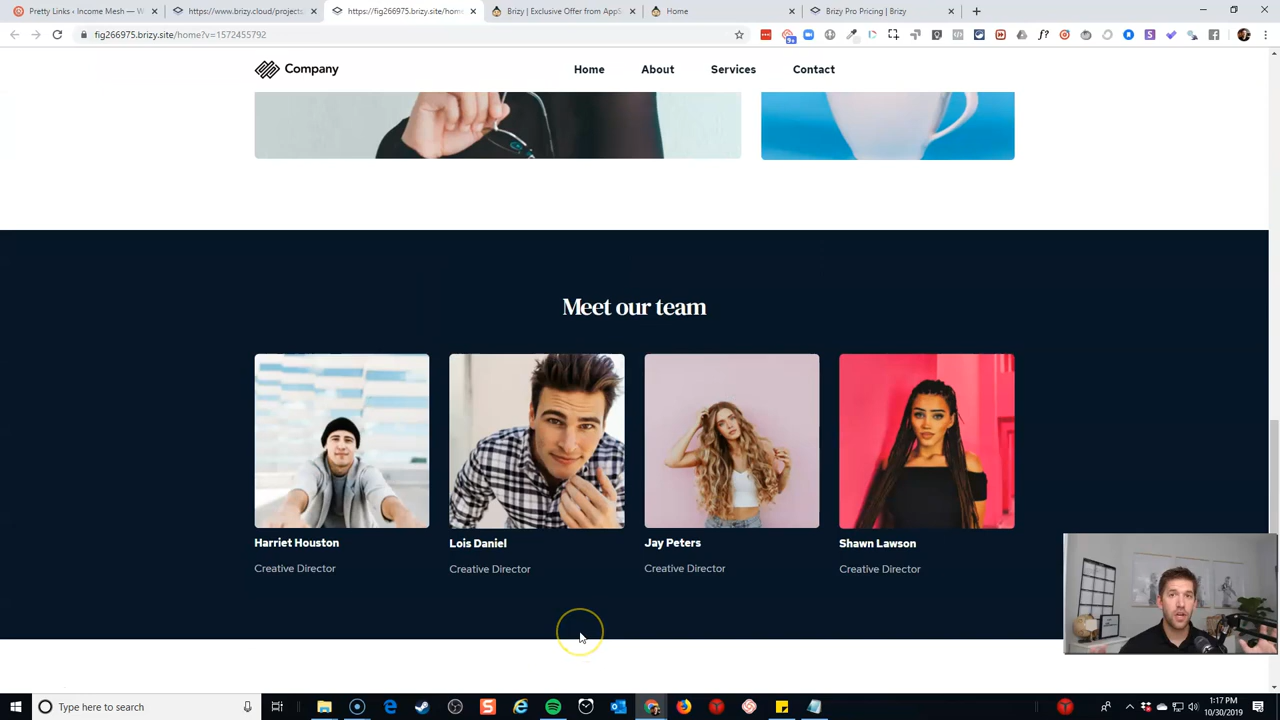 Pretty Links ‹ Income Mesh — W
https://www.brizy.cloud/projects
https://fig266975.brizy.site/home
Brizy | Exclusive Offer from AppS
Home
Brizy Pro Pricing | Brizy
fig266975.brizy.site/home?v=1572455792
Company
Home
About
Services
Contact
Meet our team
Harriet Houston
Lois Daniel
Jay Peters
Shawn Lawson
Creative Director
Creative Director
Creative Director
Creative Director
Type here to search
1:17 PM
10/30/2019